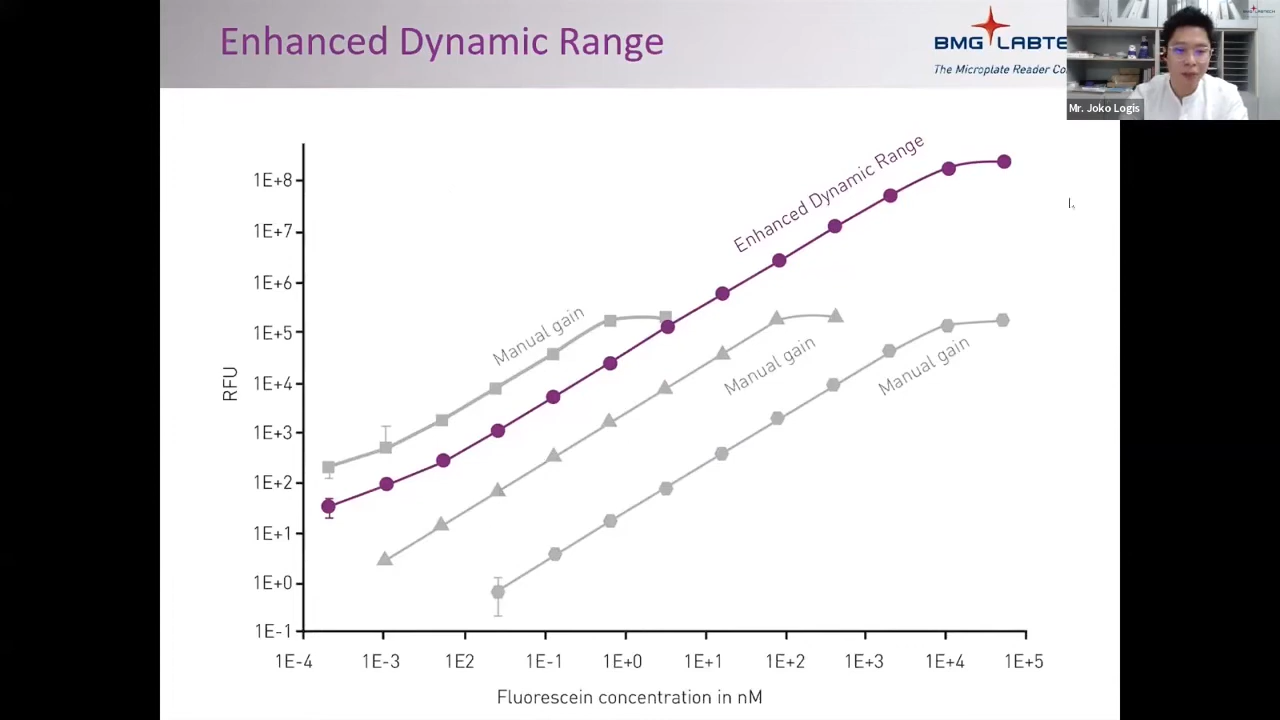 Enhanced Dynamic Range
BMG LABTE
The Microplate Reader Co
BMG LABTECH
Mr. Joko Logis
Enhanced Dynamic Range
Manual gain
Manual gain
Manual gain
RFU
1E+8
1E+7
1E+6
1E+5
1E+4
1E+3
1E+2
1E+1
1E+0
1E-1
1E-4 1E-3 1E2 1E-1 1E+0 1E+1 1E+2 1E+3 1E+4 1E+5
Fluorescein concentration in nM